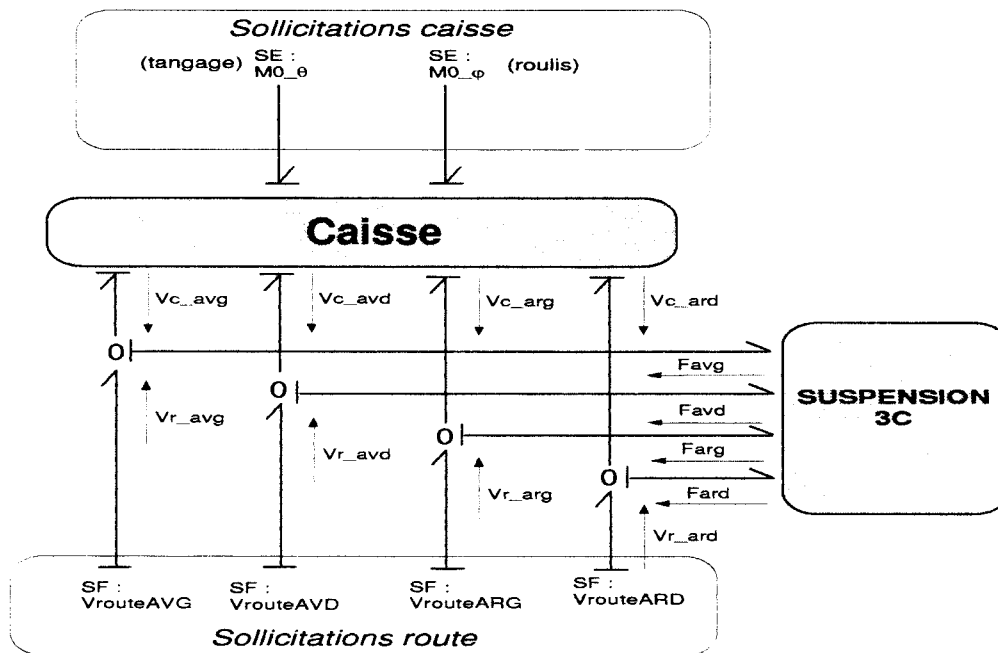 Sollicitations caisse
(tangage) SE : SE : (roulis)
M0_θ M0_φ
Caisse
Vc_avg Vc_avd Vc_arg Vc_ard
0
Favg
0
SUSPENSION
3C
Vr_avg
Favd
0
Vr_avd
Farg
0
Vr_arg
Fard
Vr_ard
SF : SF : SF : SF :
VrouteAVG VrouteAVD VrouteARG VrouteARD
Sollicitations route